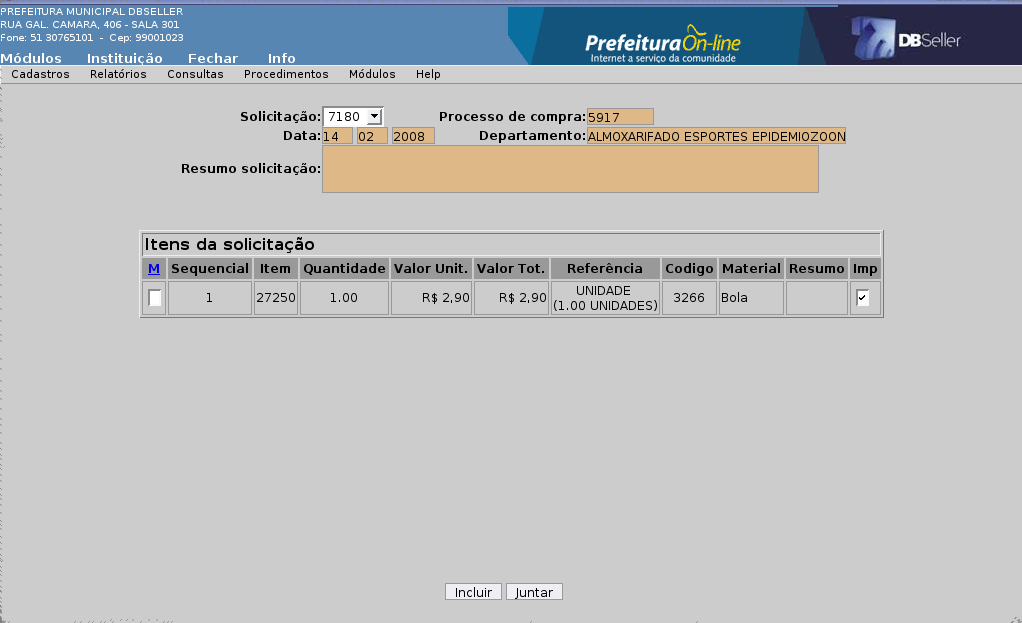 PREFEITURA MUNICIPAL DBSELLER
RUA GAL. CAMARA, 406 - SALA 301
Fone: 51 30765101 - Cep: 99001023
Prefeitura On-line
Internet a serviço da comunidade
DBSeller
Módulos Instituição Fechar Info
Cadastros Relatórios Consultas Procedimentos Módulos Help
Solicitação: 7180 Processo de compra: 5917
Data: 14 02 2008 Departamento: ALMOXARIFADO ESPORTES EPIDEMIOZOON
Resumo solicitação:
Itens da solicitação
M Sequencial Item Quantidade Valor Unit. Valor Tot. Referência Codigo Material Resumo Imp
1 27250 1.00 R$ 2,90 R$ 2,90 UNIDADE 3266 Bola
(1.00 UNIDADES)
Incluir Juntar